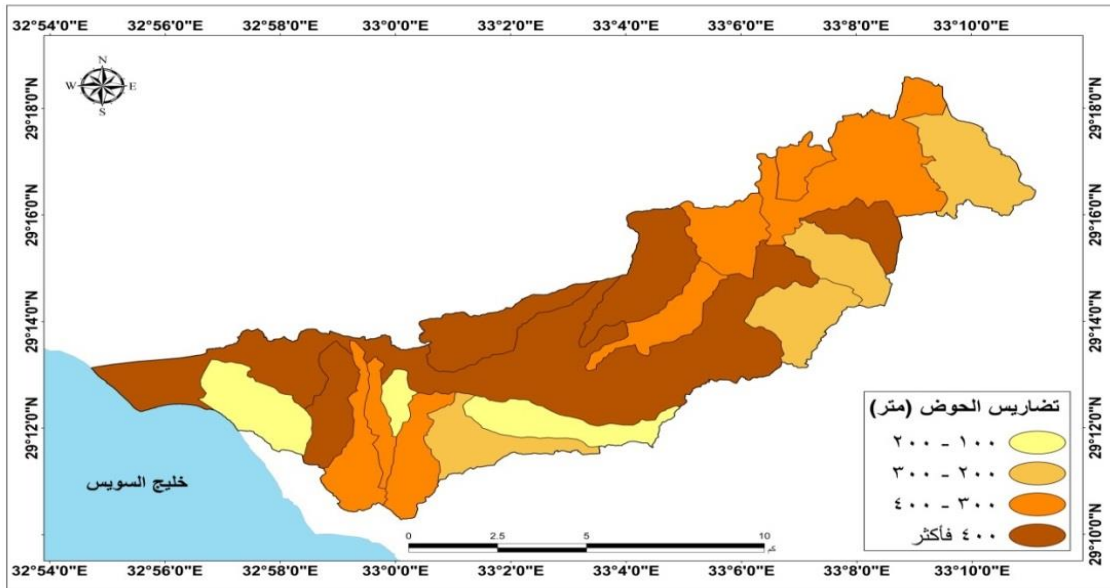 32°54'0"E 32°56'0"E 32°58'0"E 33°0'0"E 33°2'0"E 33°4'0"E 33°6'0"E 33°8'0"E 33°10'0"E
N
W E
S
29°18'0"N 29°18'0"N
29°16'0"N 29°16'0"N
29°14'0"N 29°14'0"N
29°12'0"N 29°12'0"N
29°10'0"N 29°10'0"N
خليج السويس
تضاريس الحوض (متر)
١٠٠ - ٢٠٠
٢٠٠ - ٣٠٠
٣٠٠ - ٤٠٠
٤٠٠ فأكثر
0 2.5 5 10
كم
32°54'0"E 32°56'0"E 32°58'0"E 33°0'0"E 33°2'0"E 33°4'0"E 33°6'0"E 33°8'0"E 33°10'0"E